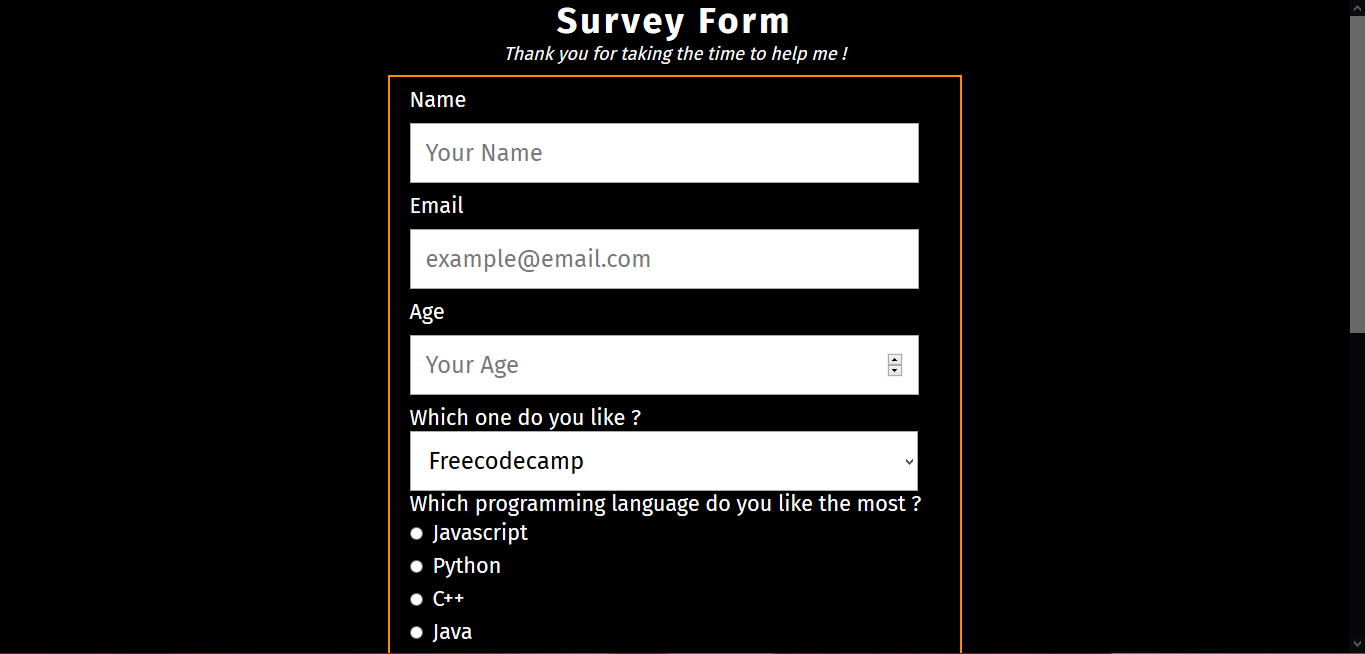 Survey Form
Thank you for taking the time to help me !
Name
Your Name
Email
example@email.com
Age
Your Age
Which one do you like ?
Freecodecamp
Which programming language do you like the most ?
Javascript
Python
C++
Java